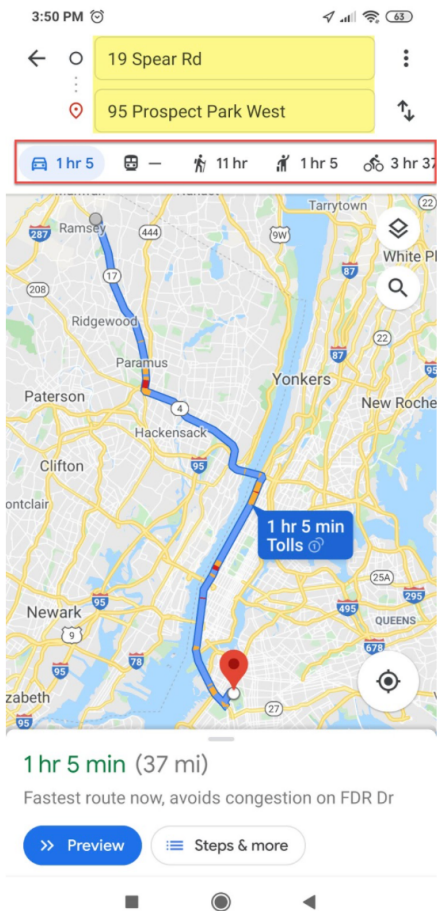 3:50 PM
63
19 Spear Rd
95 Prospect Park West
1 hr 5
—
11 hr
1 hr 5
3 hr 37
Tarrytown
22
287
Ramsey
444
9W
87
White Pl
17
208
Ridgewood
22
87
Paramus
95
Yonkers
Paterson
4
New Roche
Hackensack
95
Clifton
ontclair
1 hr 5 min
Tolls
25A
Newark
95
495
295
9
QUEENS
678
95
78
zabeth
27
95
1 hr 5 min (37 mi)
Fastest route now, avoids congestion on FDR Dr
Preview
Steps & more